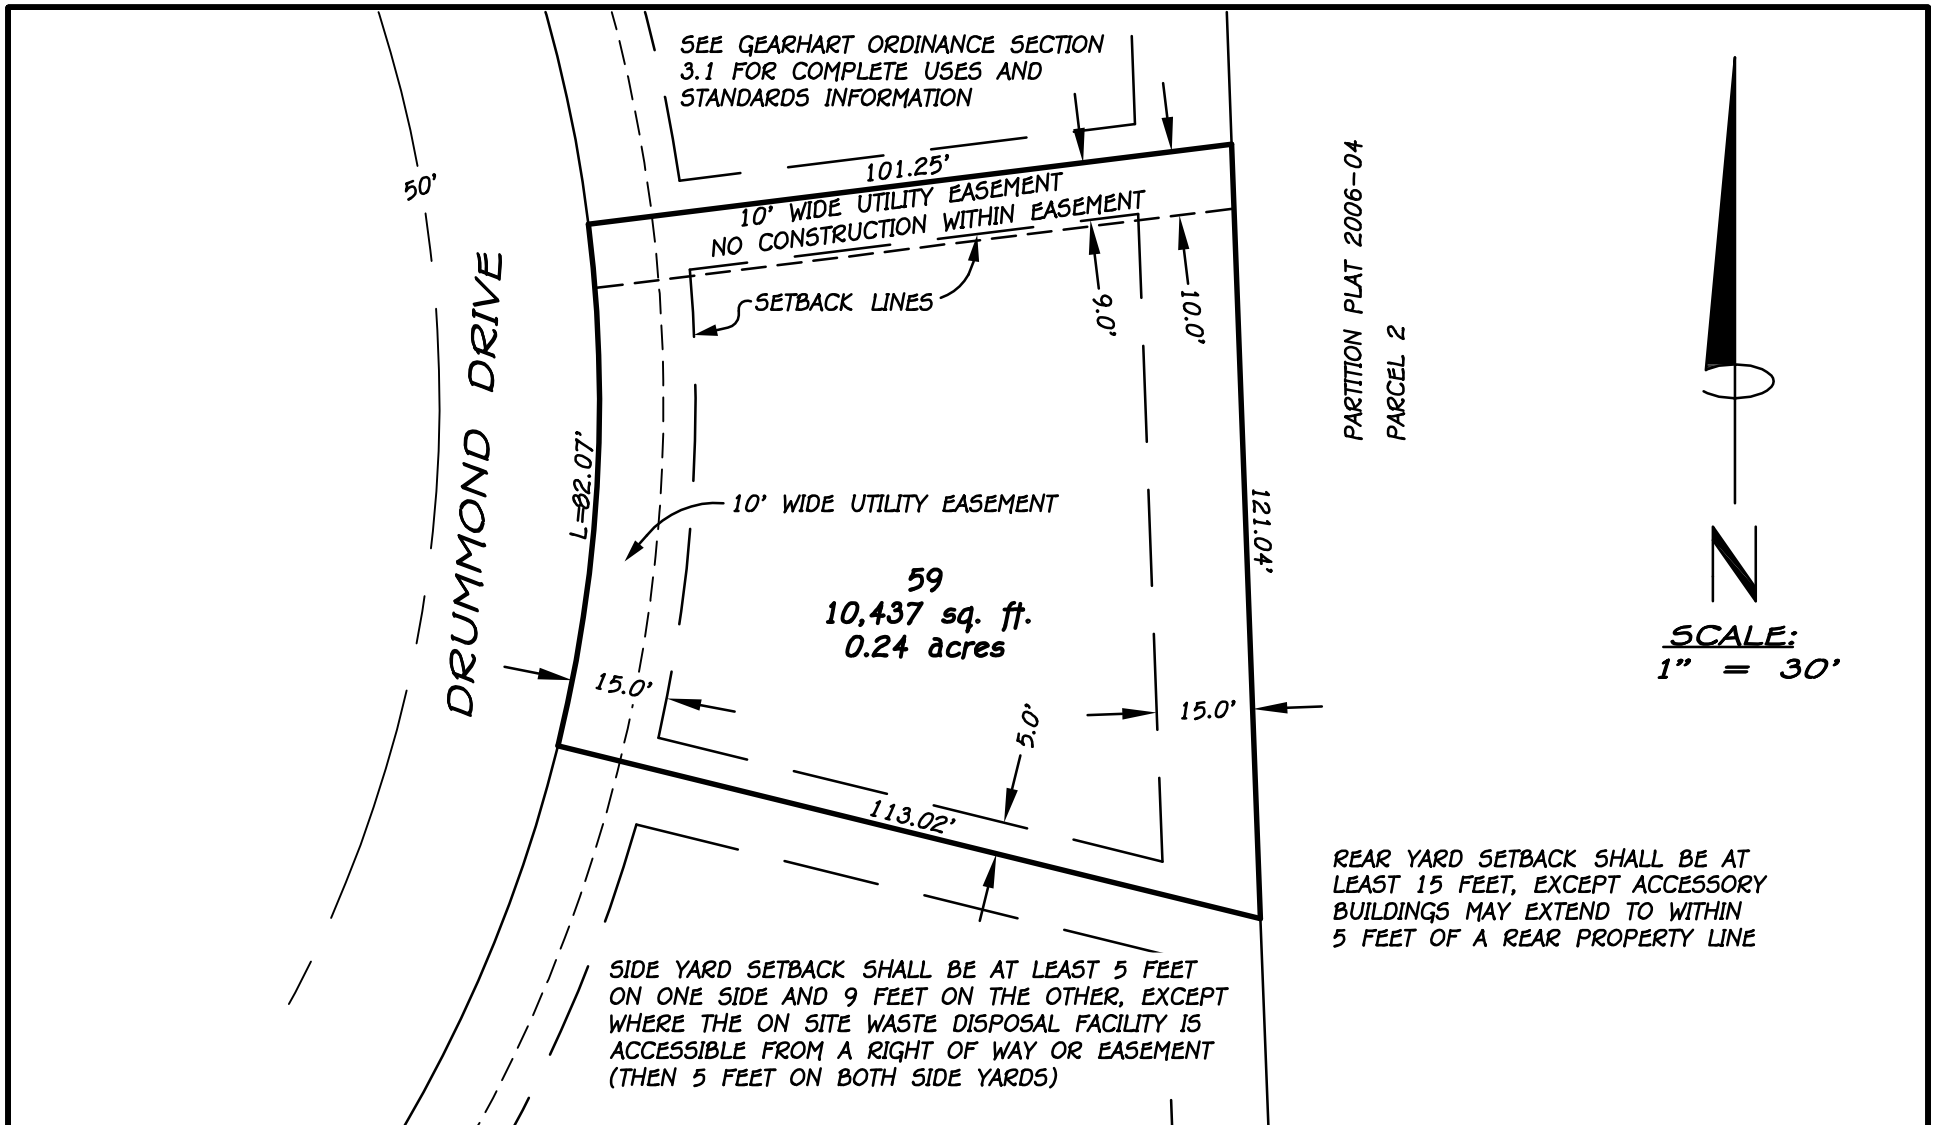 SEE GEARHART ORDINANCE SECTION
3.1 FOR COMPLETE USES AND
STANDARDS INFORMATION
50'
101.25'
10' WIDE UTILITY EASEMENT
NO CONSTRUCTION WITHIN EASEMENT
SETBACK LINES
9.0'
10.0'
PARTITION PLAT 2006-04
PARCEL 2
DRUMMOND DRIVE
L=82.07'
10' WIDE UTILITY EASEMENT
121.04'
59
10,437 sq. ft.
0.24 acres
N
SCALE:
1" = 30'
15.0'
15.0'
5.0'
113.02'
REAR YARD SETBACK SHALL BE AT
LEAST 15 FEET, EXCEPT ACCESSORY
BUILDINGS MAY EXTEND TO WITHIN
5 FEET OF A REAR PROPERTY LINE
SIDE YARD SETBACK SHALL BE AT LEAST 5 FEET
ON ONE SIDE AND 9 FEET ON THE OTHER, EXCEPT
WHERE THE ON SITE WASTE DISPOSAL FACILITY IS
ACCESSIBLE FROM A RIGHT OF WAY OR EASEMENT
(THEN 5 FEET ON BOTH SIDE YARDS)